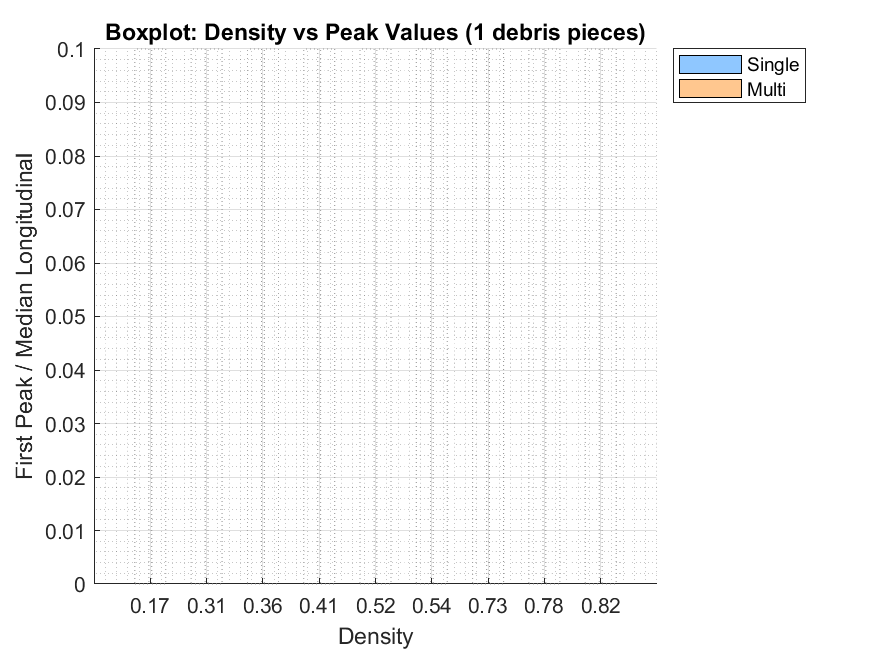 Boxplot: Density vs Peak Values (1 debris pieces)
Single
Multi
First Peak / Median Longitudinal
0.1
0.09
0.08
0.07
0.06
0.05
0.04
0.03
0.02
0.01
0
0.17 0.31 0.36 0.41 0.52 0.54 0.73 0.78 0.82
Density